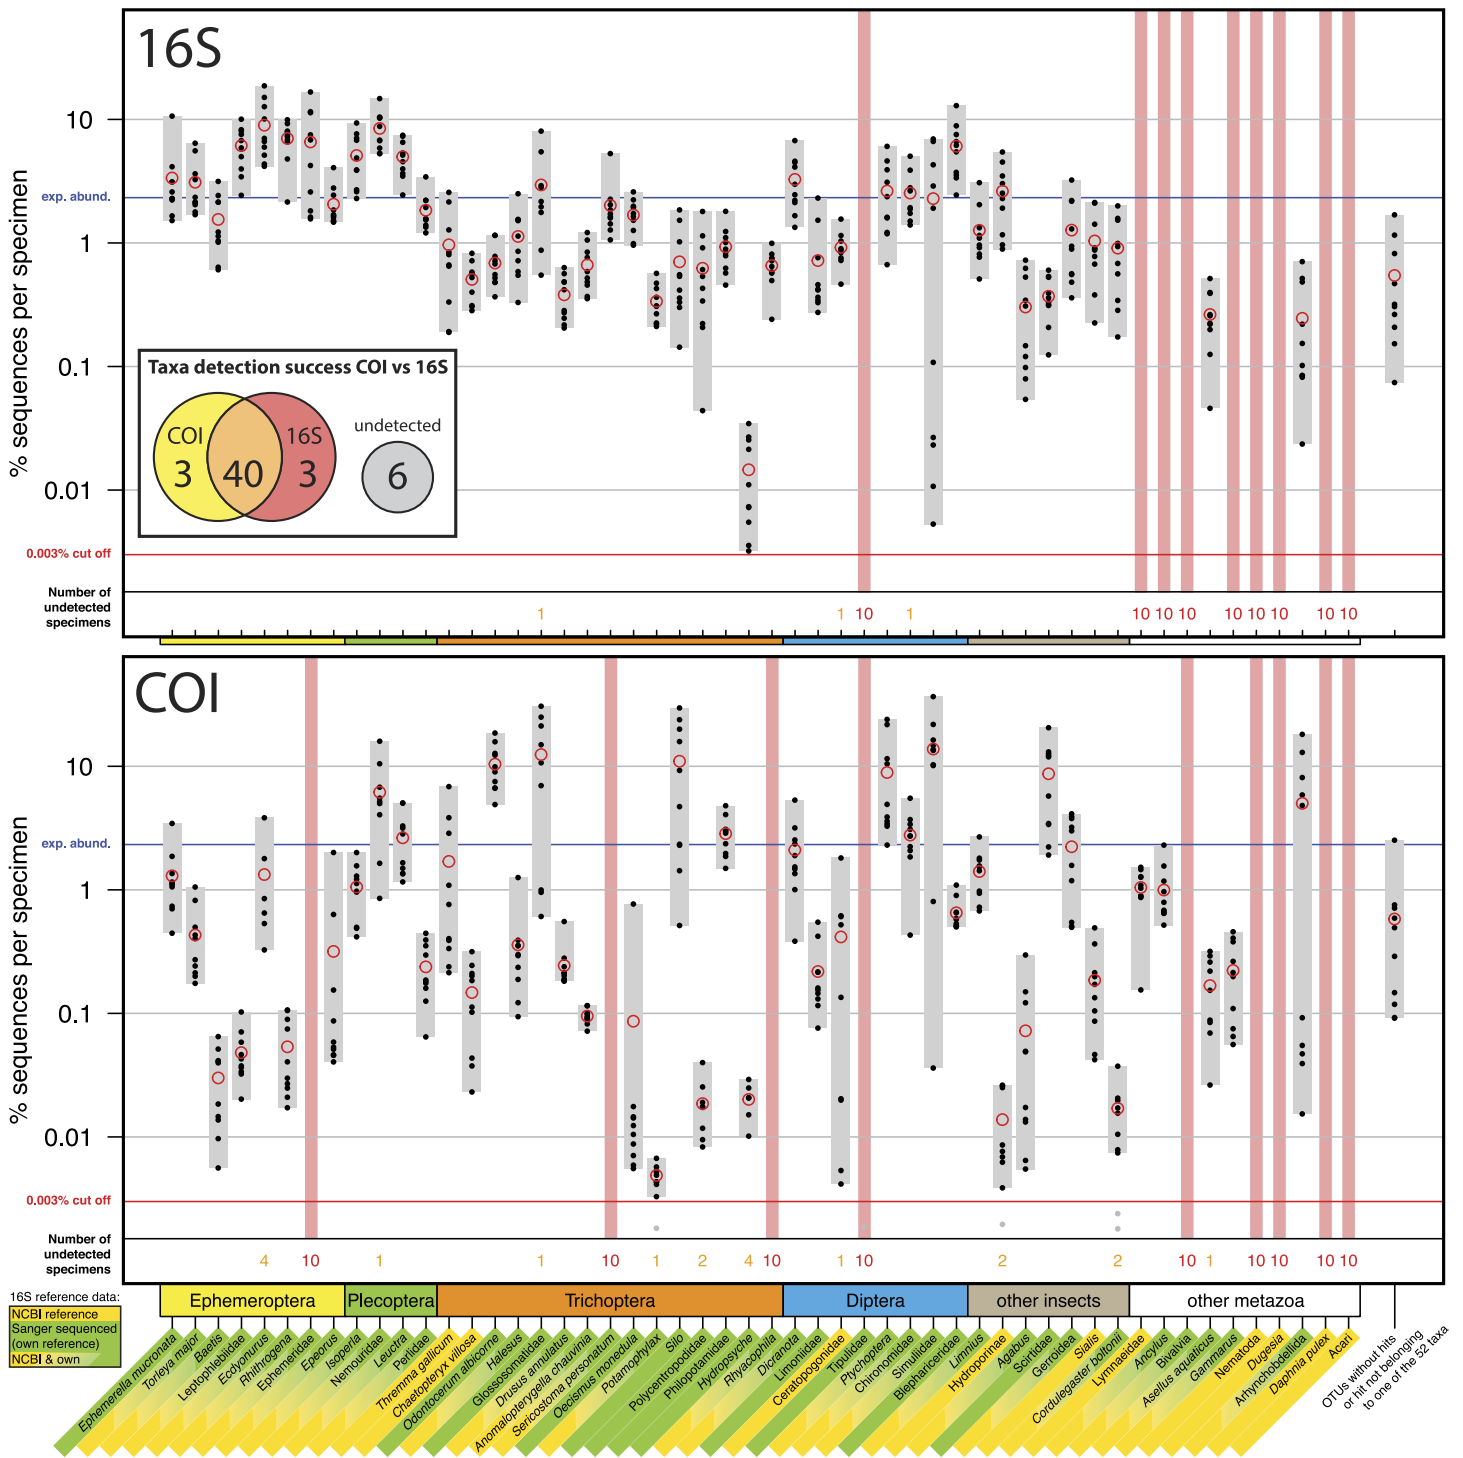 16S
% sequences per specimen
10
exp. abund.
1
0.1
0.01
0.003% cut off
Taxa detection success COI vs 16S
COI
3
40
16S
3
undetected
6
Number of
undetected
specimens
1 1 10 1 10 10 10 10 10 10 10 10
COI
% sequences per specimen
10
exp. abund.
1
0.1
0.01
0.003% cut off
Number of
undetected
specimens
4 10 1 1 10 1 2 4 10 1 10 2 2 10 1 10 10 10 10
16S reference data:
NCBI reference
Sanger sequenced
(own reference)
NCBI & own
Ephemeroptera
Plecoptera
Trichoptera
Diptera
other insects
other metazoa
Ephemerella mucronata
Torleya major
Baetis
Leptophlebiidae
Ecdyonurus
Rhithrogena
Ephemeridae
Epeorus
Isoperla
Nemouridae
Leuctra
Perlidae
Thremma gallicum
Chaetopteryx villosa
Odontocerum albicorne
Halesus
Glossosomatidae
Drusus annulatus
Anomalopterygella chauvinia
Sericostoma personatum
Oecismus monedula
Potamophylax
Silo
Polycentropodidae
Philopotamidae
Hydropsyche
Rhyacophila
Dicranota
Limoniidae
Ceratopogonidae
Tipulidae
Ptychoptera
Chironomidae
Simuliidae
Blephariceridae
Limnius
Hydroporinae
Agabus
Scirtidae
Gerroidea
Sialis
Cordulegaster boltonii
Lymnaeidae
Ancylus
Bivalvia
Asellus aquaticus
Gammarus
Nematoda
Dugesia
Arhynchobdellida
Daphnia pulex
Acari
OTUs without hits
or hit not belonging
to one of the 52 taxa